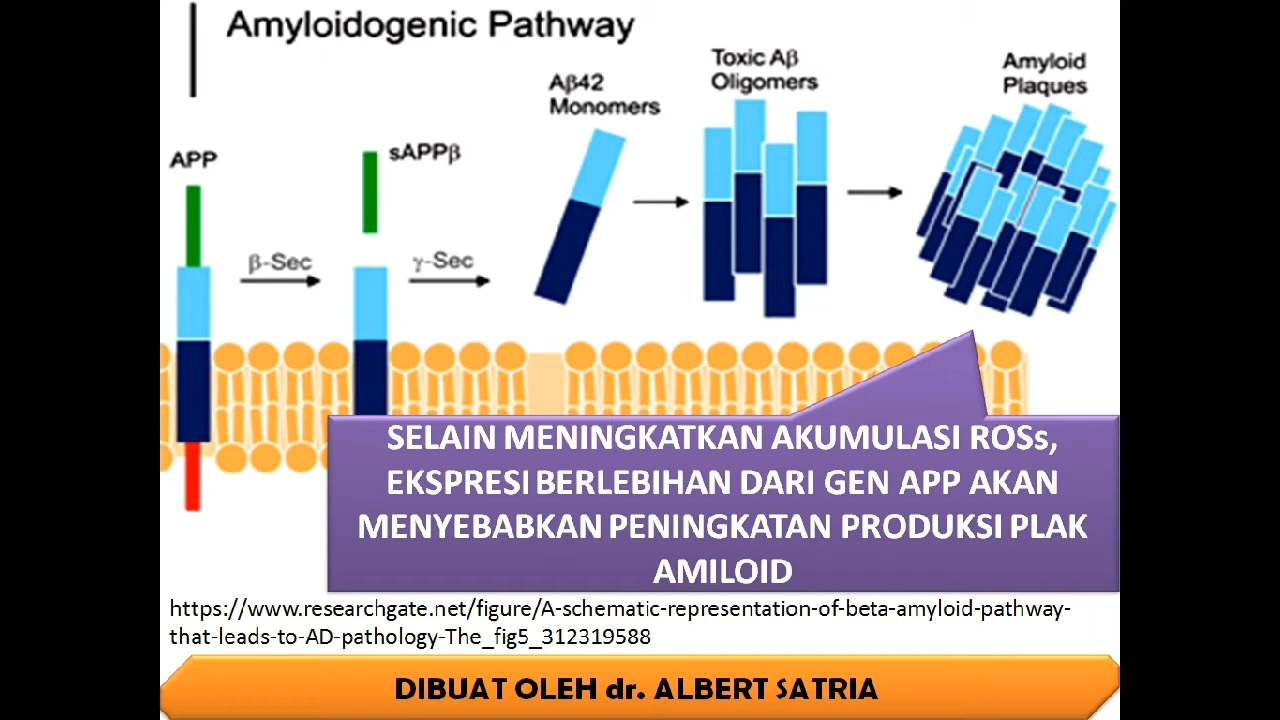 Amyloidogenic Pathway
APP
β-Sec
sAPPβ
γ-Sec
Aβ42
Monomers
Toxic Aβ
Oligomers
Amyloid
Plaques
SELAIN MENINGKATKAN AKUMULASI ROSs,
EKSPRESI BERLEBIHAN DARI GEN APP AKAN
MENYEBABKAN PENINGKATAN PRODUKSI PLAK
AMILOID
https://www.researchgate.net/figure/A-schematic-representation-of-beta-amyloid-pathway-
that-leads-to-AD-pathology-The_fig5_312319588
DIBUAT OLEH dr. ALBERT SATRIA